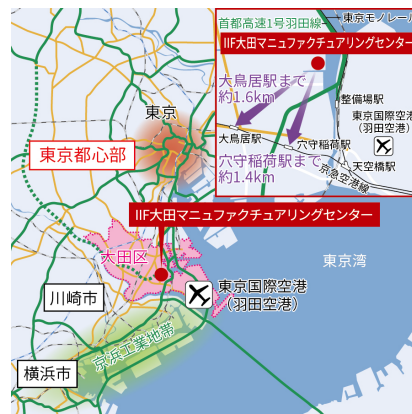 首都高速1号羽田線
東京モノレール
IIF大田マニュファクチュアリングセンター
大鳥居駅まで
約1.6km
整備場駅
東京国際空港
(羽田空港)
大鳥居駅
穴守稲荷駅
穴守稲荷駅まで
約1.4km
天空橋駅
京急空港線
東京
東京都心部
IIF大田マニュファクチュアリングセンター
大田区
東京湾
東京国際空港
(羽田空港)
川崎市
京浜工業地帯
横浜市